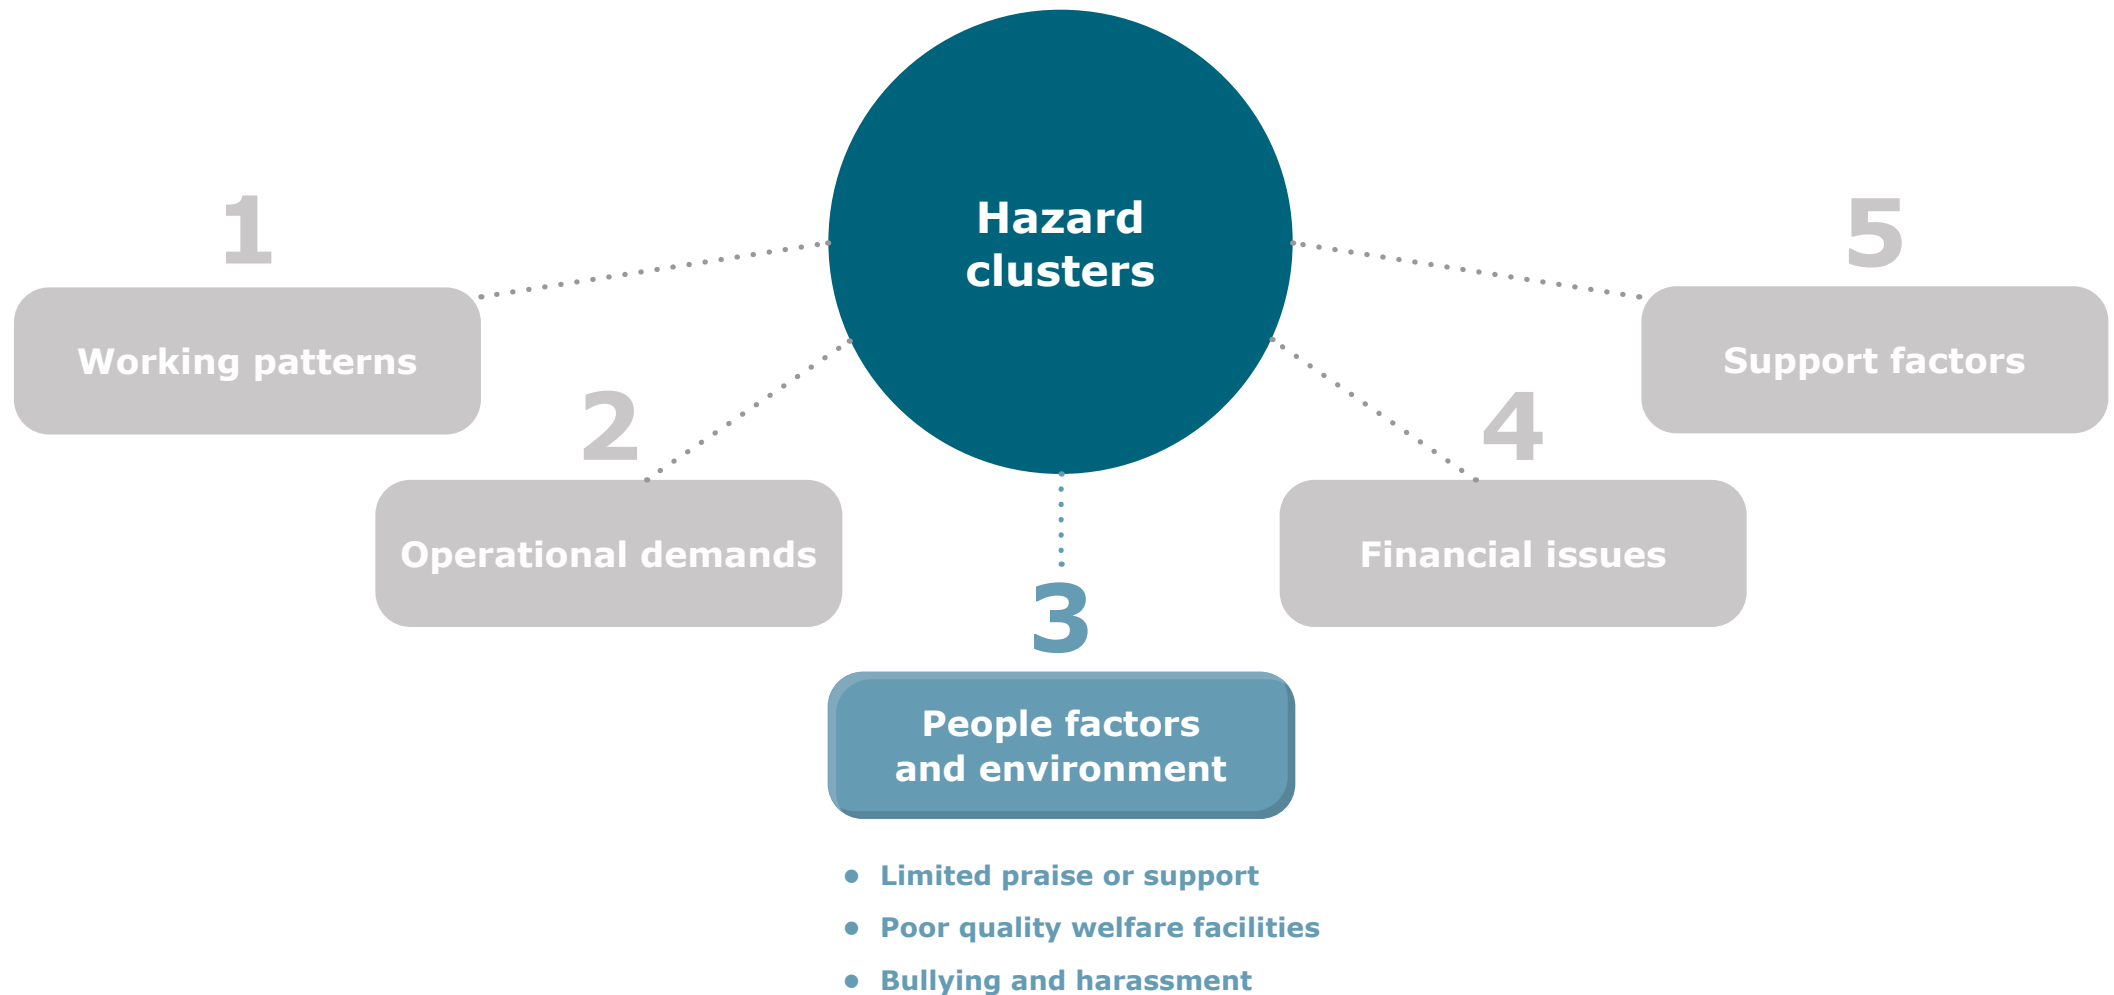 Hazard
clusters
1
Working patterns
2
Operational demands
3
People factors
and environment
• Limited praise or support
• Poor quality welfare facilities
• Bullying and harassment
4
Financial issues
5
Support factors